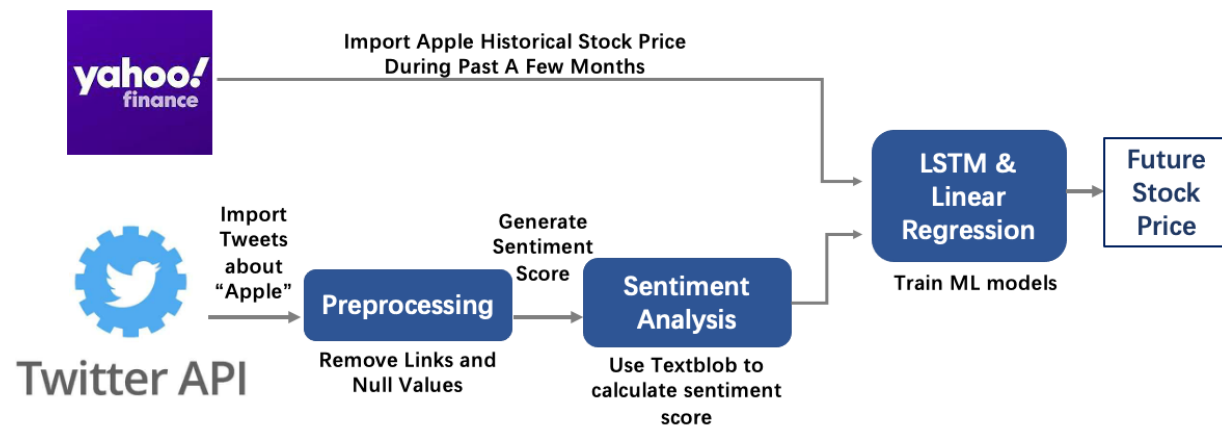 yahoo!
finance
Import Apple Historical Stock Price
During Past A Few Months
Import
Tweets
about
“Apple”
Twitter API
Preprocessing
Remove Links and
Null Values
Generate
Sentiment
Score
Sentiment
Analysis
Use Textblob to
calculate sentiment
score
LSTM &
Linear
Regression
Train ML models
Future
Stock
Price